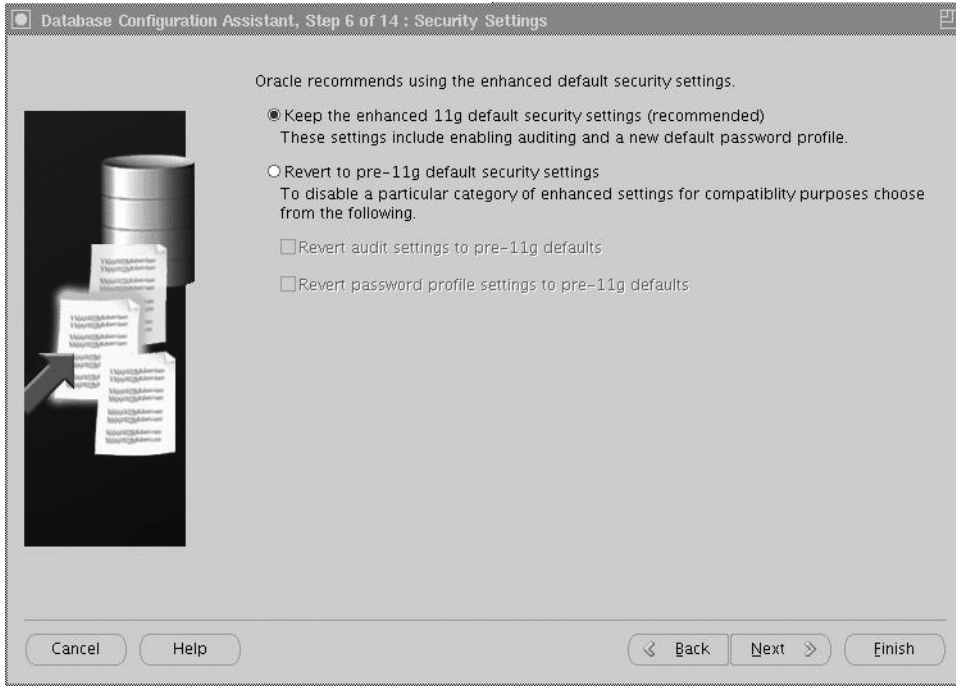 Database Configuration Assistant, Step 6 of 14 : Security Settings
Oracle recommends using the enhanced default security settings.
Keep the enhanced 11g default security settings (recommended)
These settings include enabling auditing and a new default password profile.
Revert to pre-11g default security settings
To disable a particular category of enhanced settings for compatiblity purposes choose
from the following.
Revert audit settings to pre-11g defaults
Revert password profile settings to pre-11g defaults
Cancel
Help
Back
Next
Finish